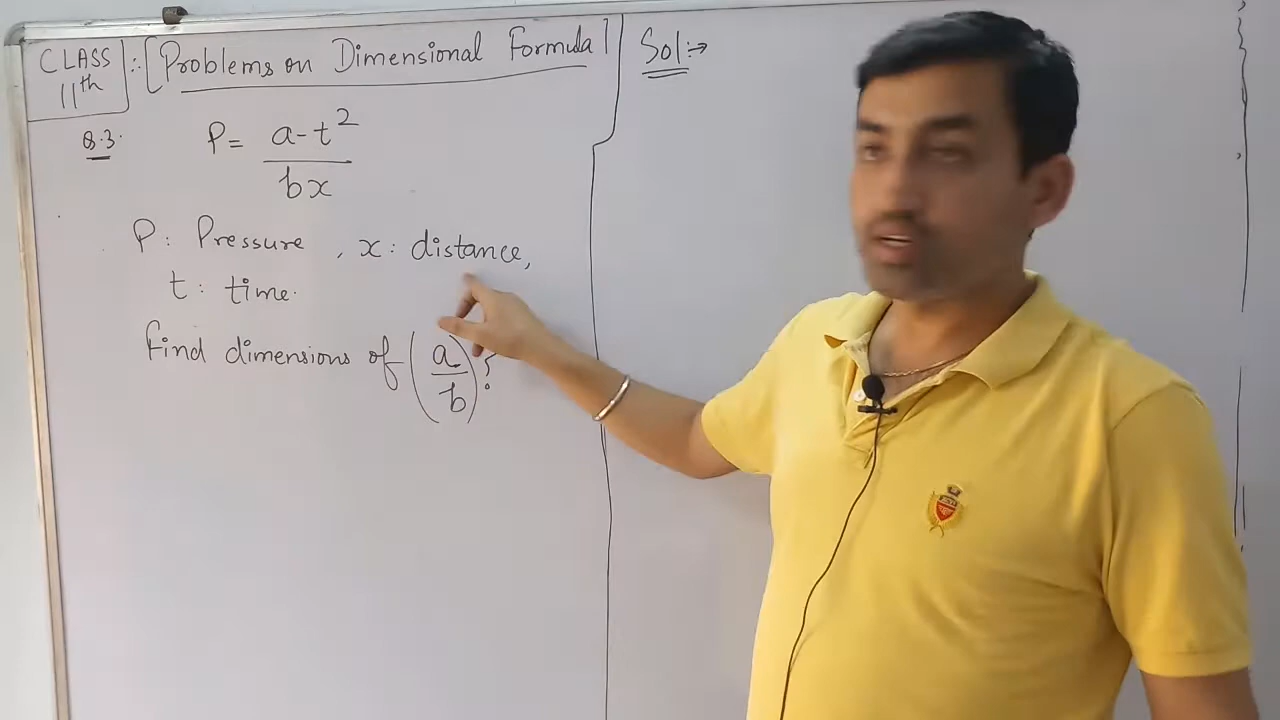 CLASS 11th :- [Problems on Dimensional Formula]
Q.3. P = (a - t²) / (bx)
P: Pressure, x: distance,
t: time.
Find dimensions of (a/b)?
Sol:→